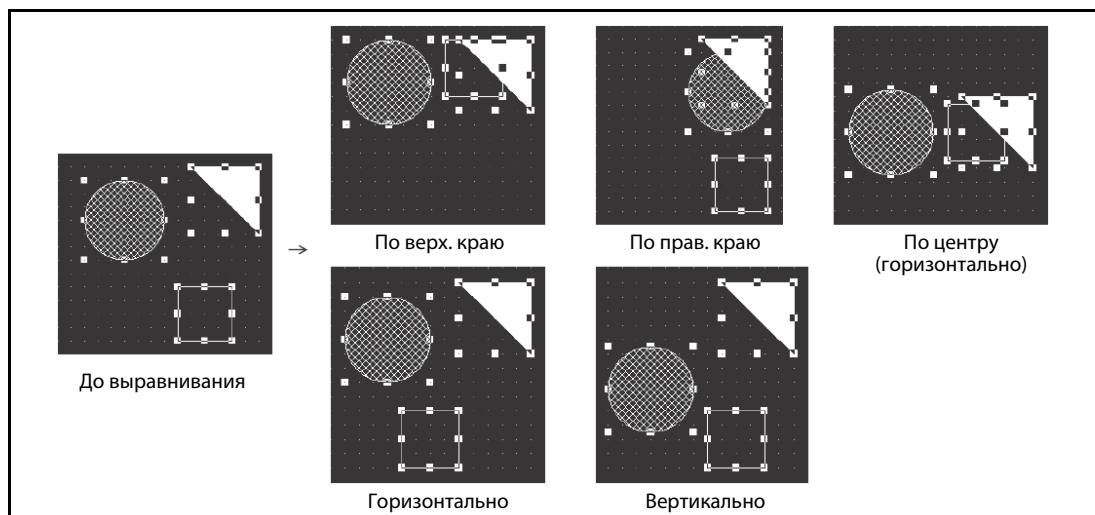 По верх. краю
По прав. краю
По центру
(горизонтально)
До выравнивания
Горизонтально
Вертикально